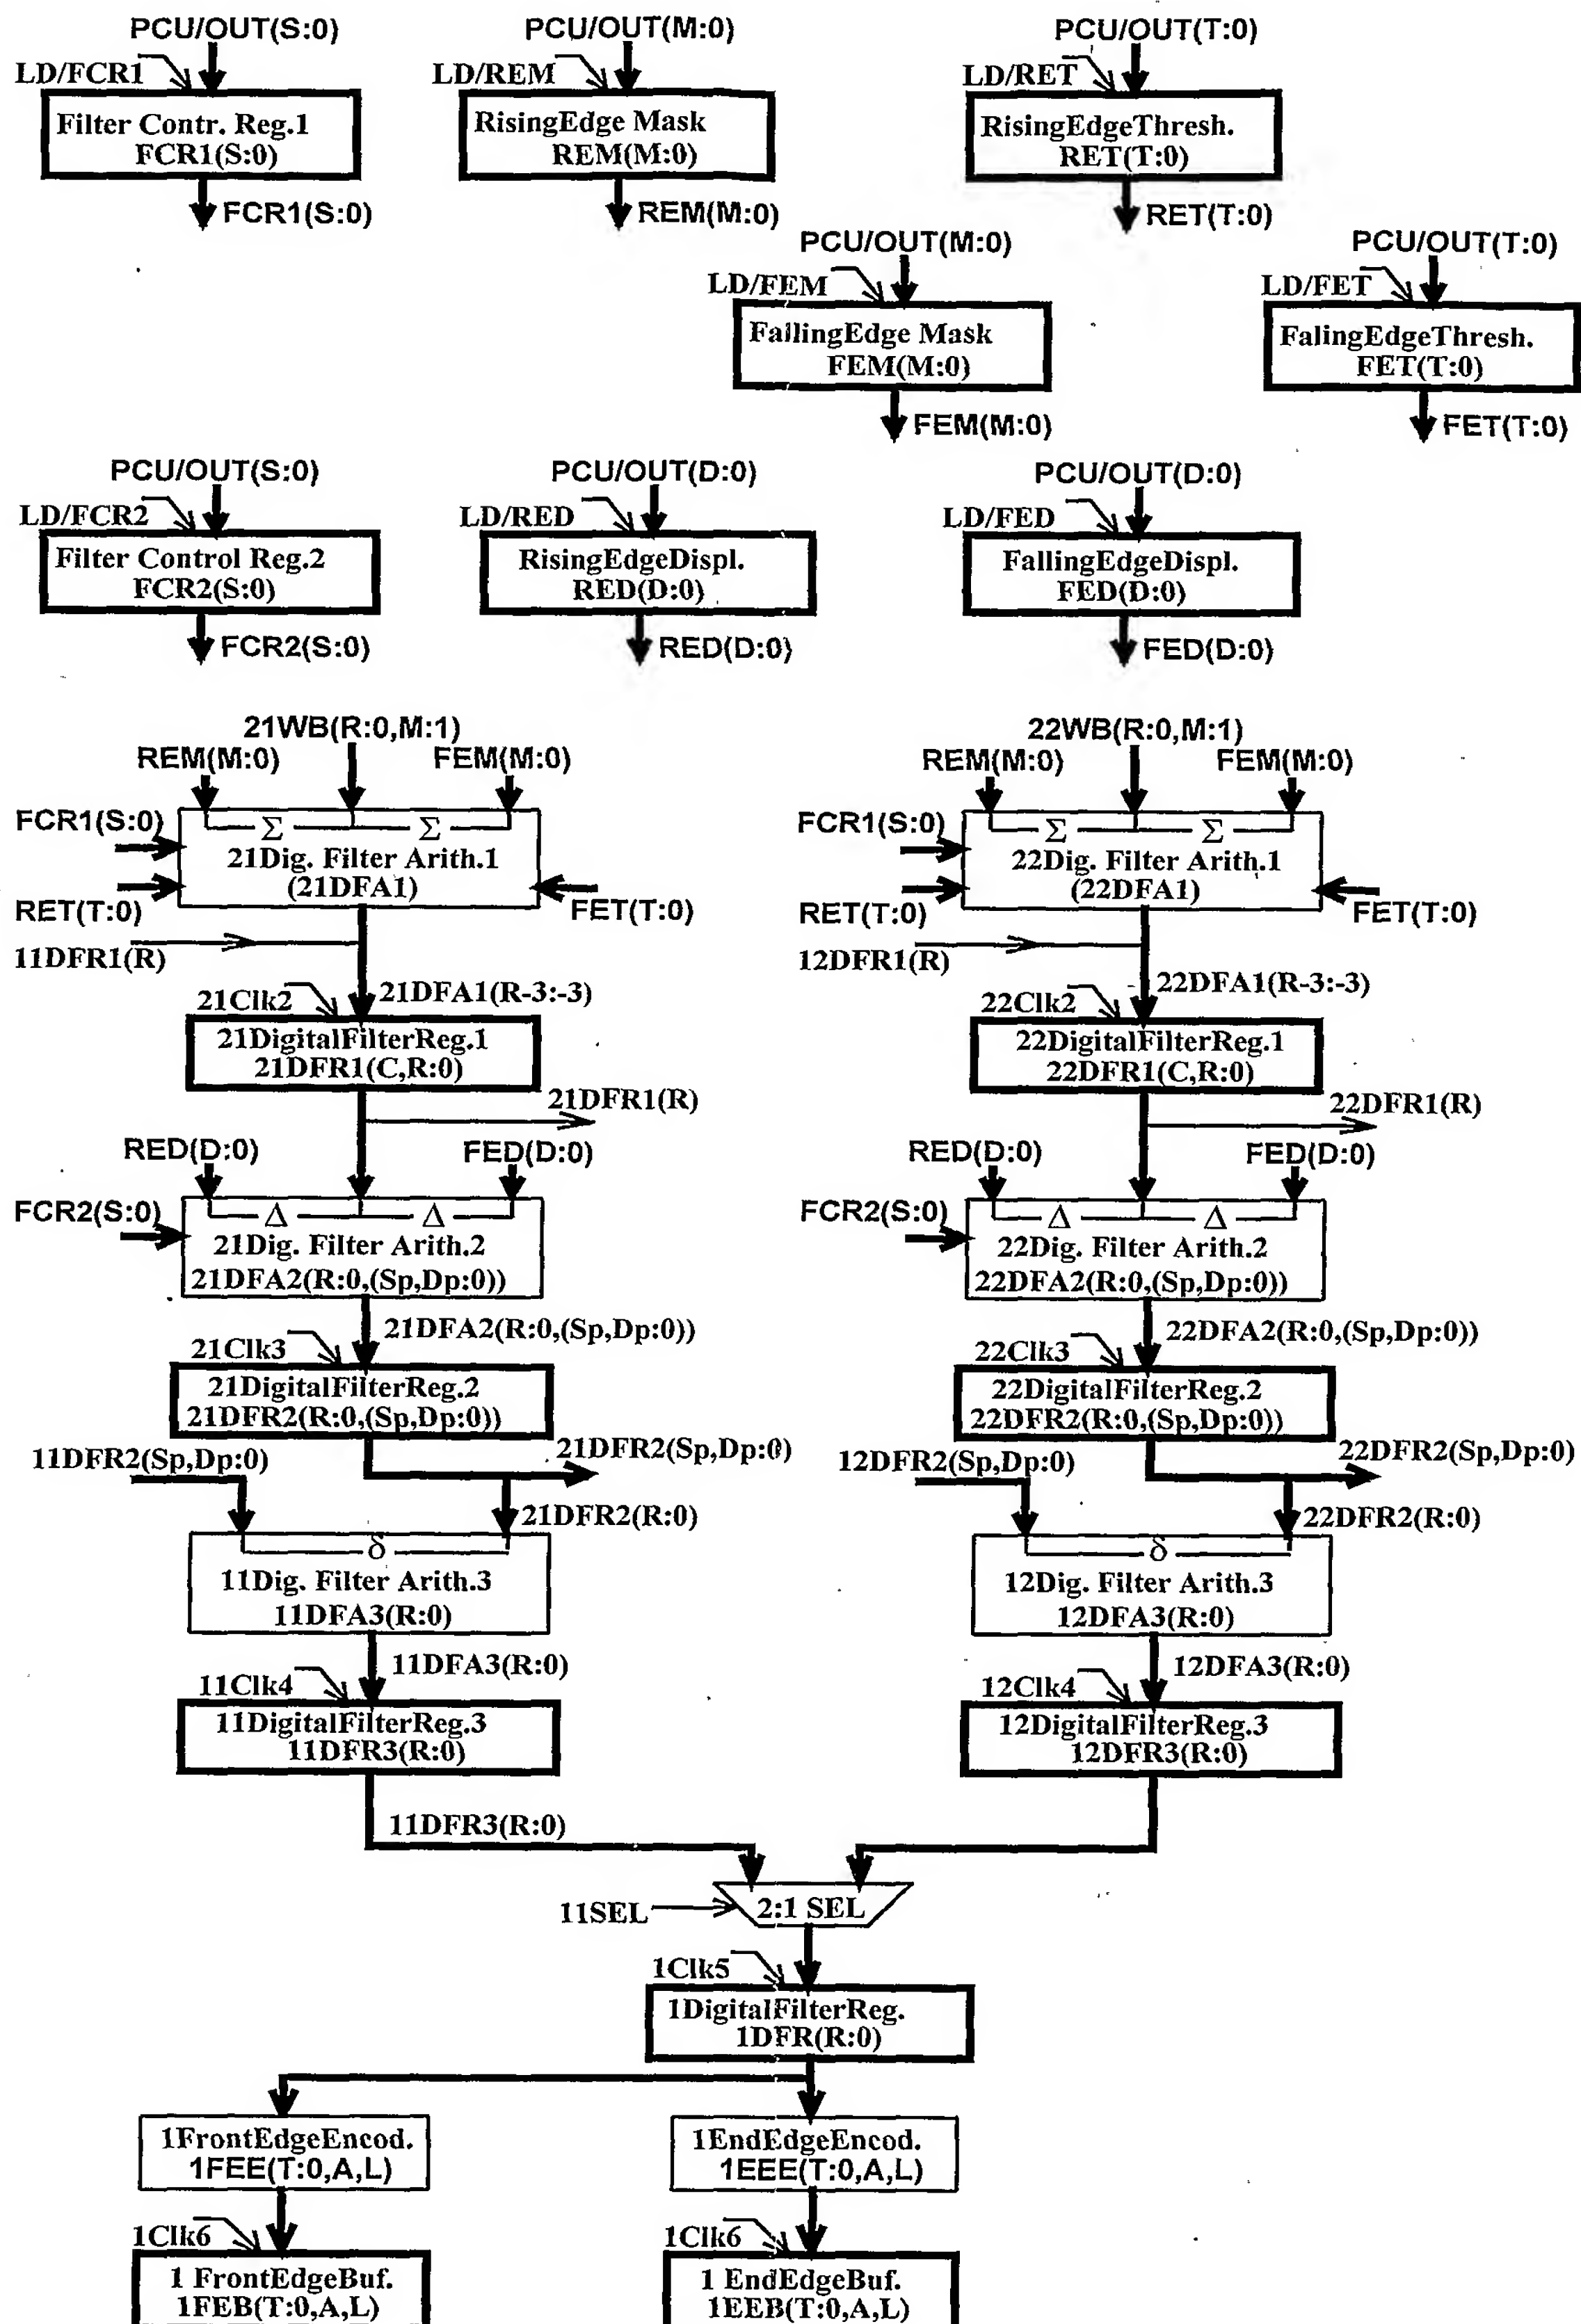 PCU/OUT(S:0)
LD/FCR1
Filter Contr. Reg.1
FCR1(S:0)
FCR1(S:0)
PCU/OUT(M:0)
LD/REM
RisingEdge Mask
REM(M:0)
REM(M:0)
PCU/OUT(T:0)
LD/RET
RisingEdgeThresh.
RET(T:0)
RET(T:0)
PCU/OUT(M:0)
LD/FEM
FallingEdge Mask
FEM(M:0)
FEM(M:0)
PCU/OUT(T:0)
LD/FET
FalingEdgeThresh.
FET(T:0)
FET(T:0)
PCU/OUT(S:0)
LD/FCR2
Filter Control Reg.2
FCR2(S:0)
FCR2(S:0)
PCU/OUT(D:0)
LD/RED
RisingEdgeDispl.
RED(D:0)
RED(D:0)
PCU/OUT(D:0)
LD/FED
FallingEdgeDispl.
FED(D:0)
FED(D:0)
21WB(R:0,M:1)
REM(M:0) FEM(M:0)
FCR1(S:0)
Σ Σ
21Dig. Filter Arith.1
(21DFA1)
RET(T:0) FET(T:0)
11DFR1(R)
21DFA1(R-3:-3)
21Clk2
21DigitalFilterReg.1
21DFR1(C,R:0)
21DFR1(R)
RED(D:0) FED(D:0)
FCR2(S:0)
Δ Δ
21Dig. Filter Arith.2
21DFA2(R:0,(Sp,Dp:0))
21DFA2(R:0,(Sp,Dp:0))
21Clk3
21DigitalFilterReg.2
21DFR2(R:0,(Sp,Dp:0))
11DFR2(Sp,Dp:0) 21DFR2(Sp,Dp:0)
21DFR2(R:0)
δ
11Dig. Filter Arith.3
11DFA3(R:0)
11DFA3(R:0)
11Clk4
11DigitalFilterReg.3
11DFR3(R:0)
11DFR3(R:0)
22WB(R:0,M:1)
REM(M:0) FEM(M:0)
FCR1(S:0)
Σ Σ
22Dig. Filter Arith.1
(22DFA1)
RET(T:0) FET(T:0)
12DFR1(R)
22DFA1(R-3:-3)
22Clk2
22DigitalFilterReg.1
22DFR1(C,R:0)
22DFR1(R)
RED(D:0) FED(D:0)
FCR2(S:0)
Δ Δ
22Dig. Filter Arith.2
22DFA2(R:0,(Sp,Dp:0))
22DFA2(R:0,(Sp,Dp:0))
22Clk3
22DigitalFilterReg.2
22DFR2(R:0,(Sp,Dp:0))
12DFR2(Sp,Dp:0) 22DFR2(Sp,Dp:0)
22DFR2(R:0)
δ
12Dig. Filter Arith.3
12DFA3(R:0)
12DFA3(R:0)
12Clk4
12DigitalFilterReg.3
12DFR3(R:0)
11SEL
2:1 SEL
1Clk5
1DigitalFilterReg.
1DFR(R:0)
1FrontEdgeEncod.
1FEE(T:0,A,L)
1EndEdgeEncod.
1EEE(T:0,A,L)
1Clk6
1 FrontEdgeBuf.
1FEB(T:0,A,L)
1Clk6
1 EndEdgeBuf.
1EEB(T:0,A,L)